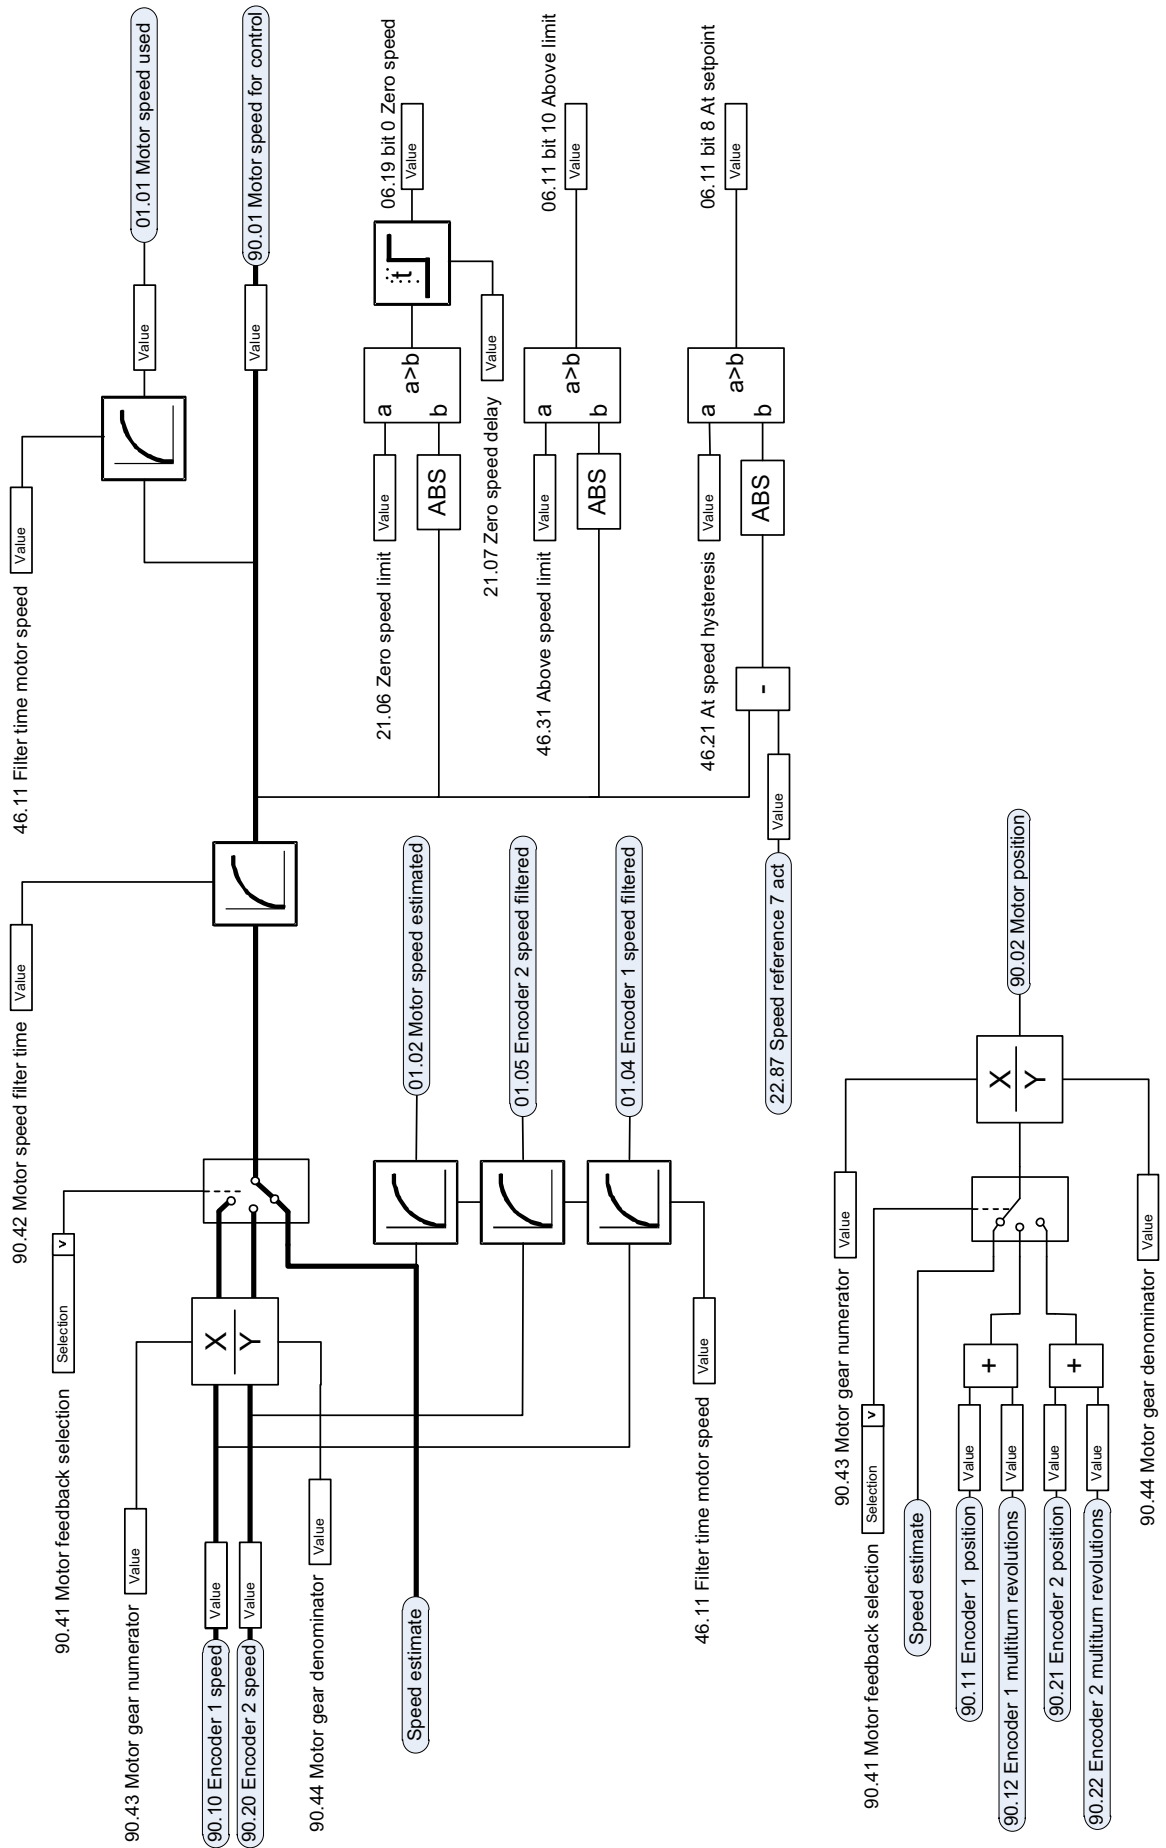 46.11 Filter time motor speed
Value
01.01 Motor speed used
Value
90.42 Motor speed filter time
Value
90.01 Motor speed for control
Value
90.41 Motor feedback selection
Selection
v
90.43 Motor gear numerator
Value
X
Y
90.10 Encoder 1 speed
Value
90.20 Encoder 2 speed
Value
90.44 Motor gear denominator
Value
Speed estimate
01.02 Motor speed estimated
01.05 Encoder 2 speed filtered
01.04 Encoder 1 speed filtered
46.11 Filter time motor speed
Value
21.06 Zero speed limit
Value
a
a>b
b
ABS
t
06.19 bit 0 Zero speed
Value
21.07 Zero speed delay
Value
46.31 Above speed limit
Value
a
a>b
b
ABS
06.11 bit 10 Above limit
Value
46.21 At speed hysteresis
Value
a
a>b
b
ABS
06.11 bit 8 At setpoint
Value
-
22.87 Speed reference 7 act
Value
90.43 Motor gear numerator
Value
90.41 Motor feedback selection
Selection
v
Speed estimate
90.11 Encoder 1 position
Value
+
90.12 Encoder 1 multiturn revolutions
Value
90.21 Encoder 2 position
Value
+
90.22 Encoder 2 multiturn revolutions
Value
X
Y
90.02 Motor position
90.44 Motor gear denominator
Value